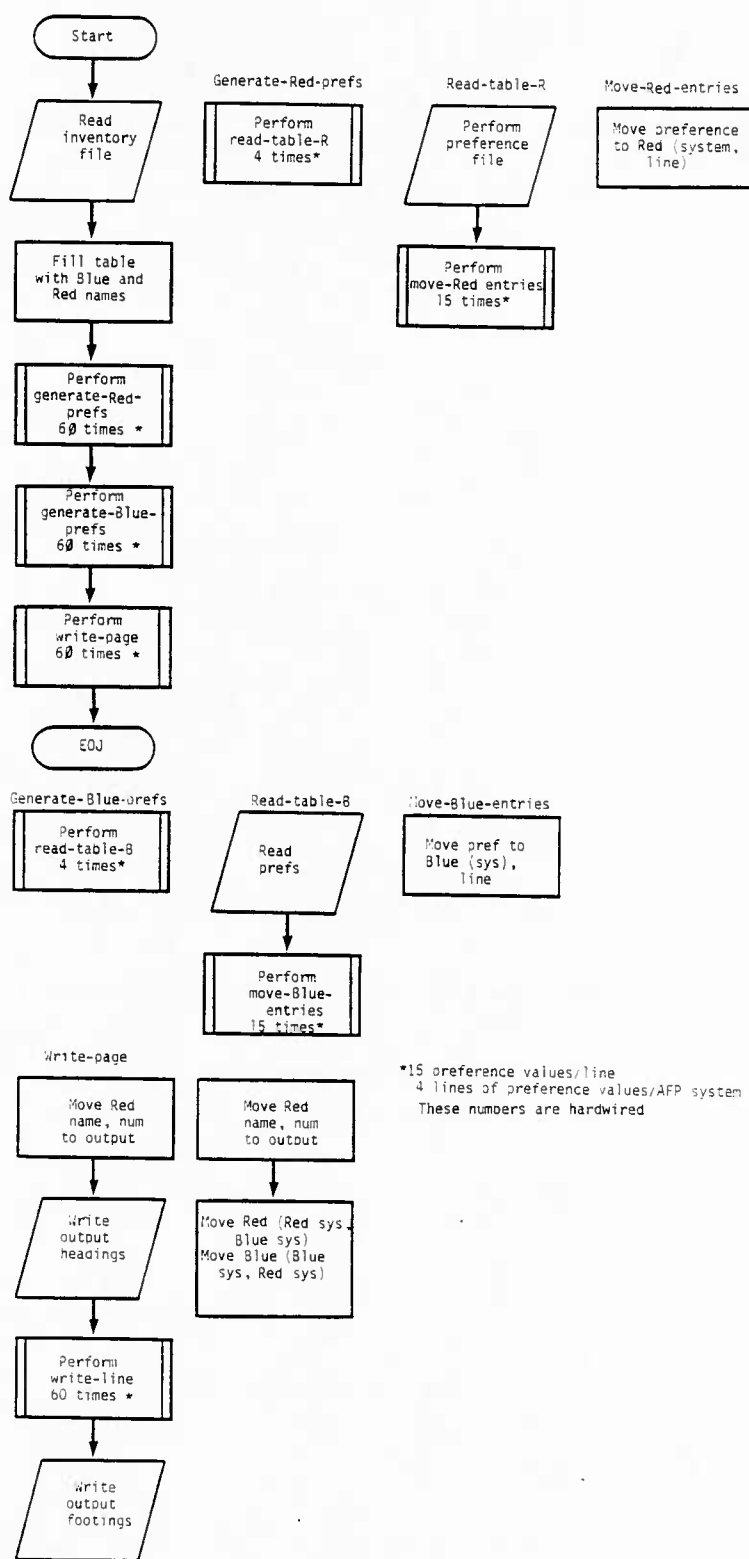 Start
Read
inventory
file
Fill table
with Blue and
Red names
Perform
generate-Red-
prefs
60 times *
Perform
generate-Blue-
prefs
60 times *
Perform
write-page
60 times *
EOJ
Generate-Red-prefs
Perform
read-table-R
4 times*
Read-table-R
Perform
preference
file
Perform
move-Red entries
15 times*
Move-Red-entries
Move preference
to Red (system,
line)
Generate-Blue-prefs
Perform
read-table-B
4 times*
Read-table-B
Read
prefs
Perform
move-Blue-
entries
15 times*
Move-Blue-entries
Move pref to
Blue (sys),
line
Write-page
Move Red
name, num
to output
Write
output
headings
Perform
write-line
60 times *
Write
output
footings
Move Red
name, num
to output
Move Red (Red sys,
Blue sys)
Move Blue (Blue
sys, Red sys)
*15 preference values/line
4 lines of preference values/AFP system
These numbers are hardwired